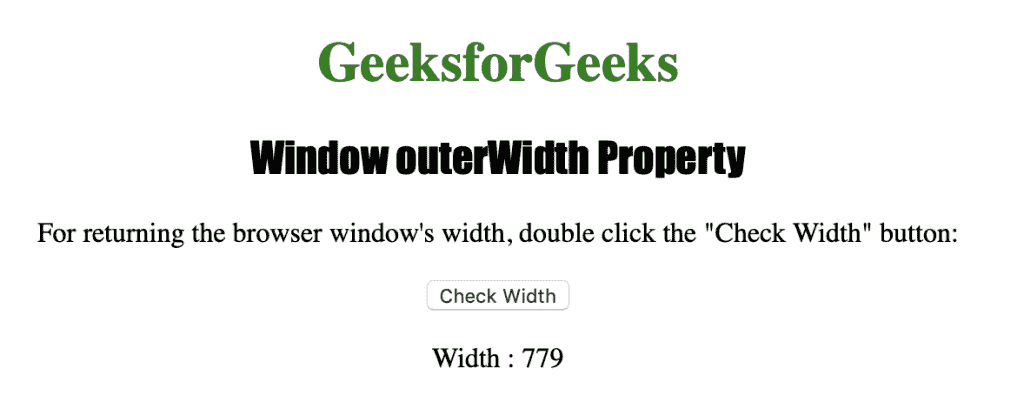 GeeksforGeeks
Window outerWidth Property
For returning the browser window's width, double click the "Check Width" button:
Check Width
Width : 779